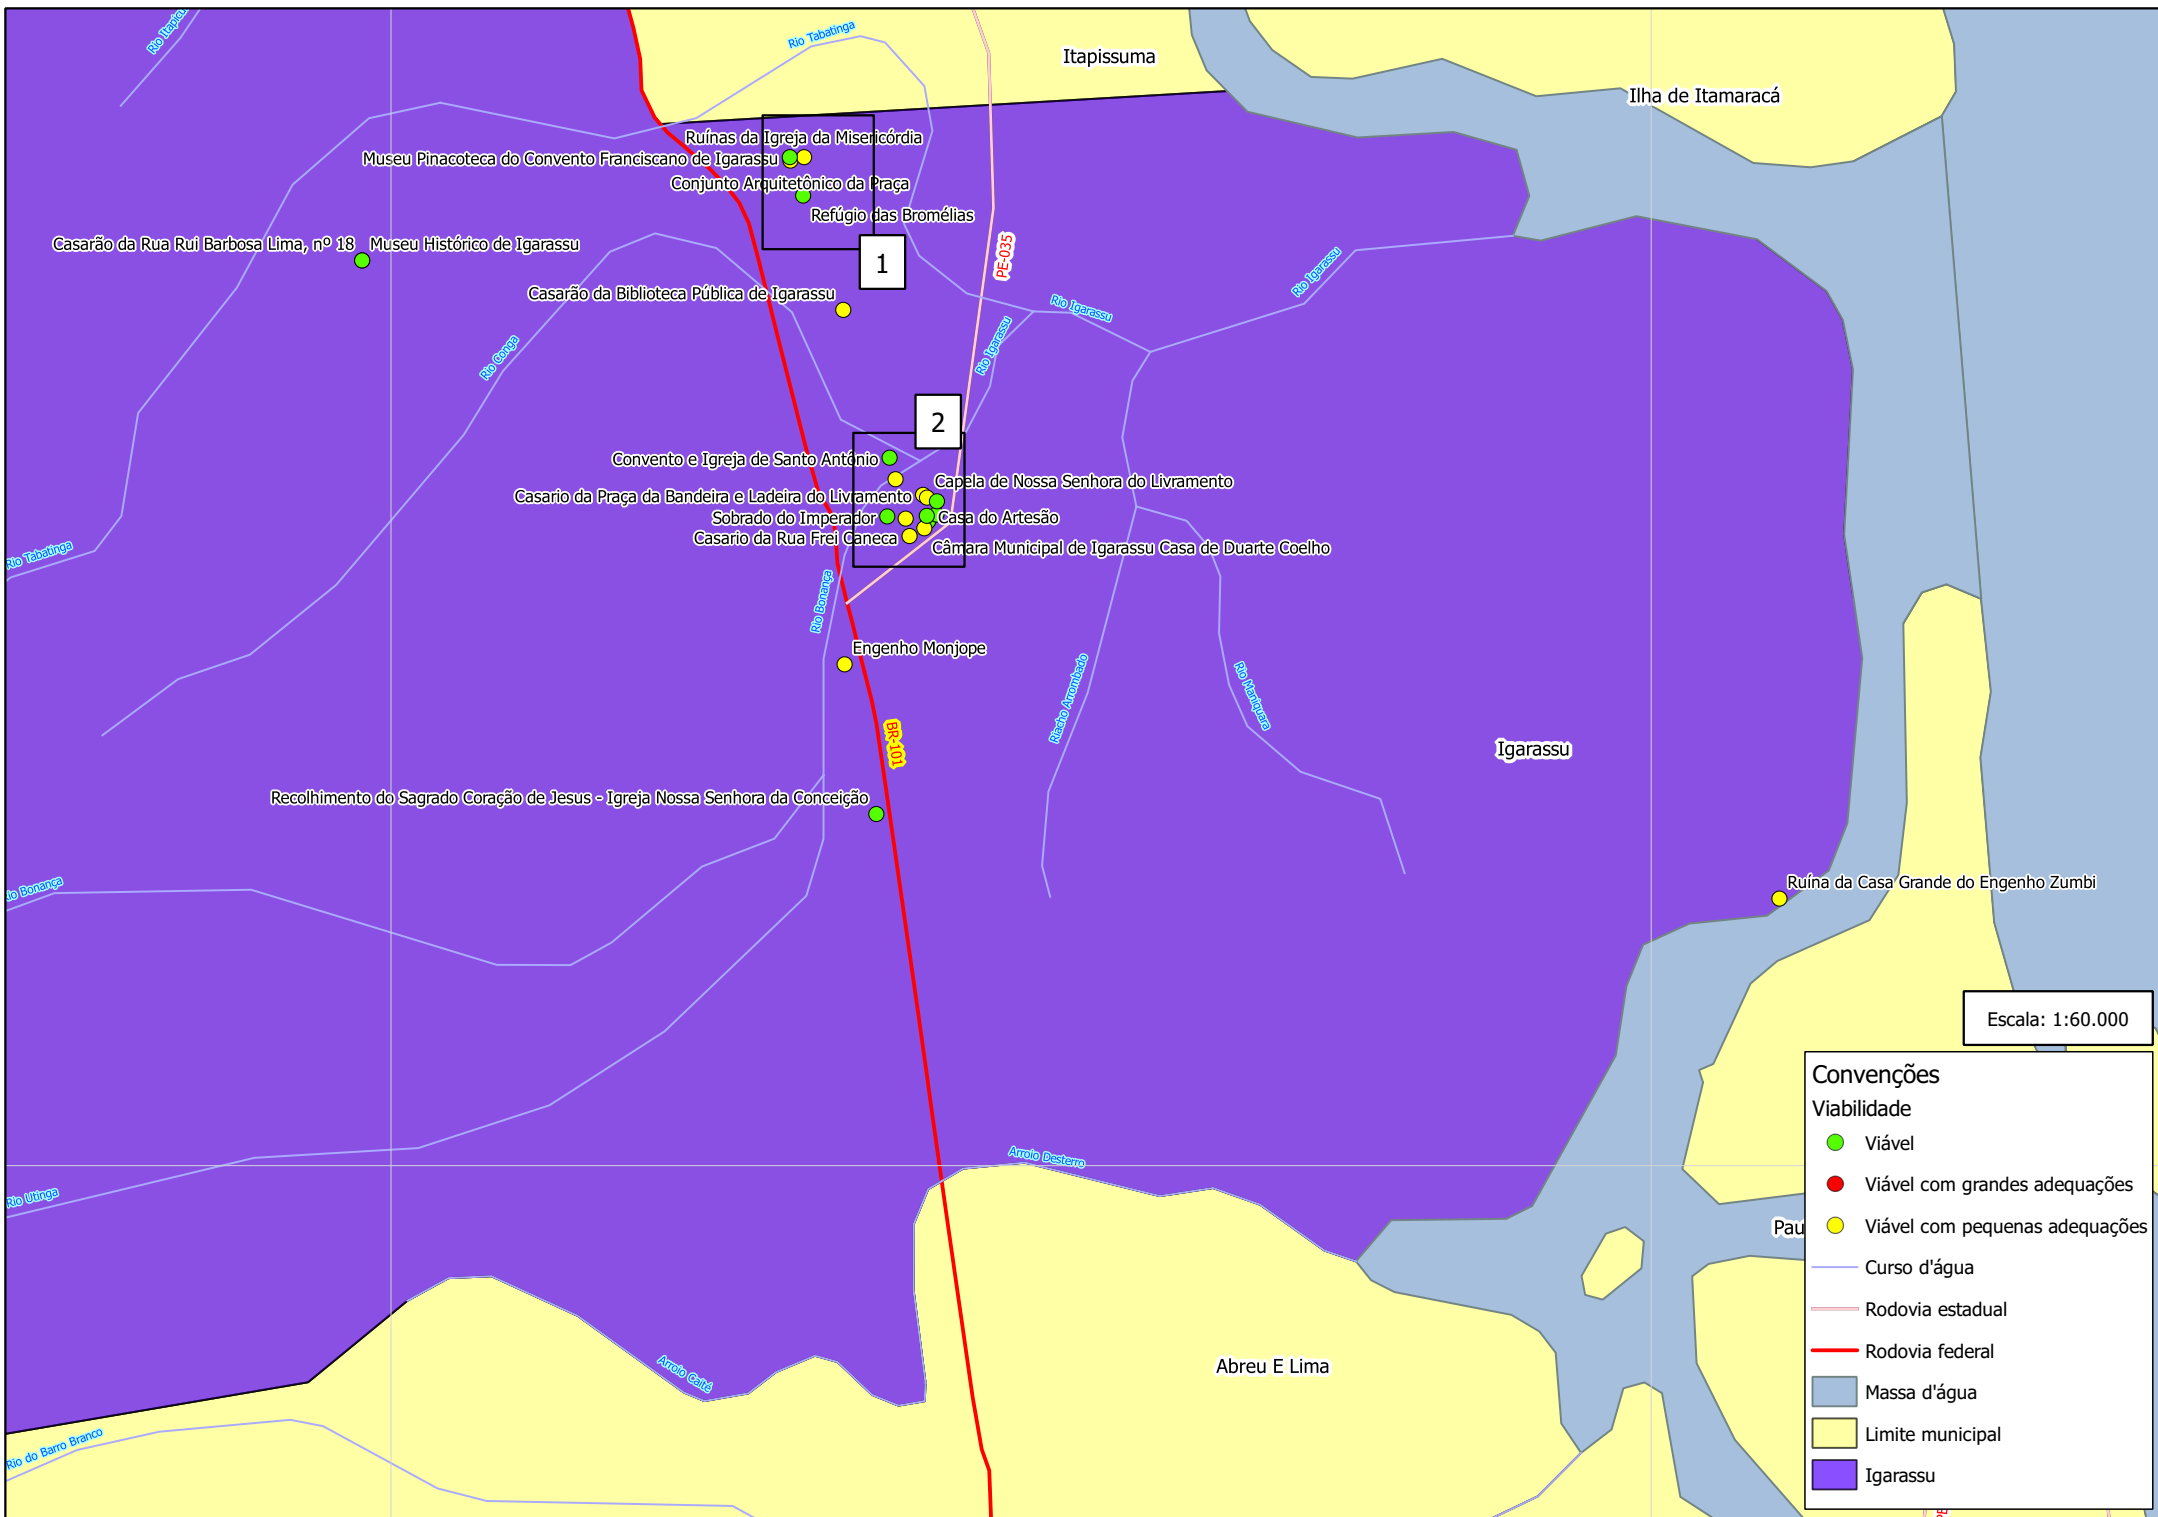 Rio Tabatinga
Itapissuma
Ilha de Itamaracá
Ruínas da Igreja da Misericórdia
Museu Pinacoteca do Convento Franciscano de Igarassu
Conjunto Arquitetônico da Praça
Refúgio das Bromélias
Casarão da Rua Rui Barbosa Lima, nº 18
Museu Histórico de Igarassu
1
PE-035
Rio Igarassu
Casarão da Biblioteca Pública de Igarassu
Rio Igarassu
Rio Igarassu
Rio Conga
2
Convento e Igreja de Santo Antônio
Capela de Nossa Senhora do Livramento
Casario da Praça da Bandeira e Ladeira do Livramento
Sobrado do Imperador
Casa do Artesão
Casario da Rua Frei Caneca
Câmara Municipal de Igarassu Casa de Duarte Coelho
Rio Tabatinga
Rio Bonança
Engenho Monjope
Riacho Arrombado
Rio Maniquara
BR-101
Igarassu
Recolhimento do Sagrado Coração de Jesus - Igreja Nossa Senhora da Conceição
Ruína da Casa Grande do Engenho Zumbi
Bonança
Escala: 1:60.000
Convenções
Viabilidade
Viável
Viável com grandes adequações
Viável com pequenas adequações
Curso d'água
Rodovia estadual
Rodovia federal
Massa d'água
Limite municipal
Igarassu
Arroio Desterro
Rio Utinga
Pau
Abreu E Lima
Arroio Caité
Rio do Barro Branco